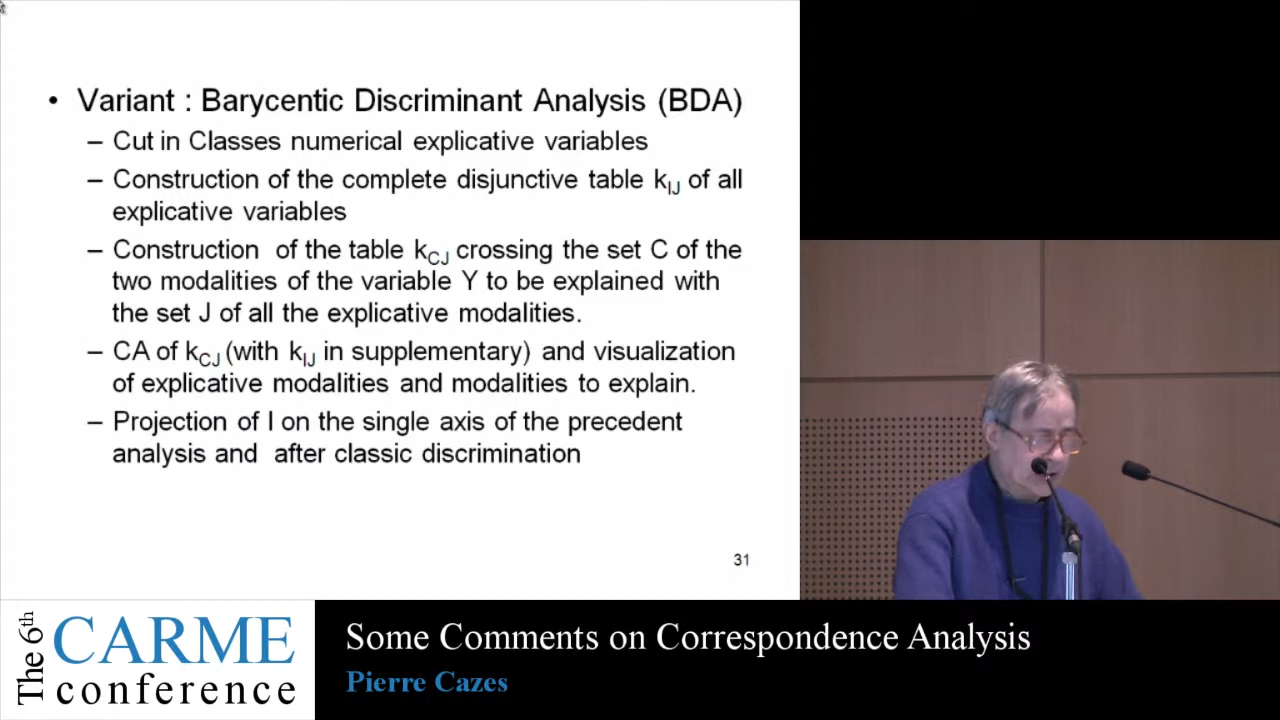 • Variant : Barycentic Discriminant Analysis (BDA)
– Cut in Classes numerical explicative variables
– Construction of the complete disjunctive table kIJ of all
explicative variables
– Construction of the table kCJ crossing the set C of the
two modalities of the variable Y to be explained with
the set J of all the explicative modalities.
– CA of kCJ (with kIJ in supplementary) and visualization
of explicative modalities and modalities to explain.
– Projection of I on the single axis of the precedent
analysis and after classic discrimination
31
The 6th
CARME
conference
Some Comments on Correspondence Analysis
Pierre Cazes